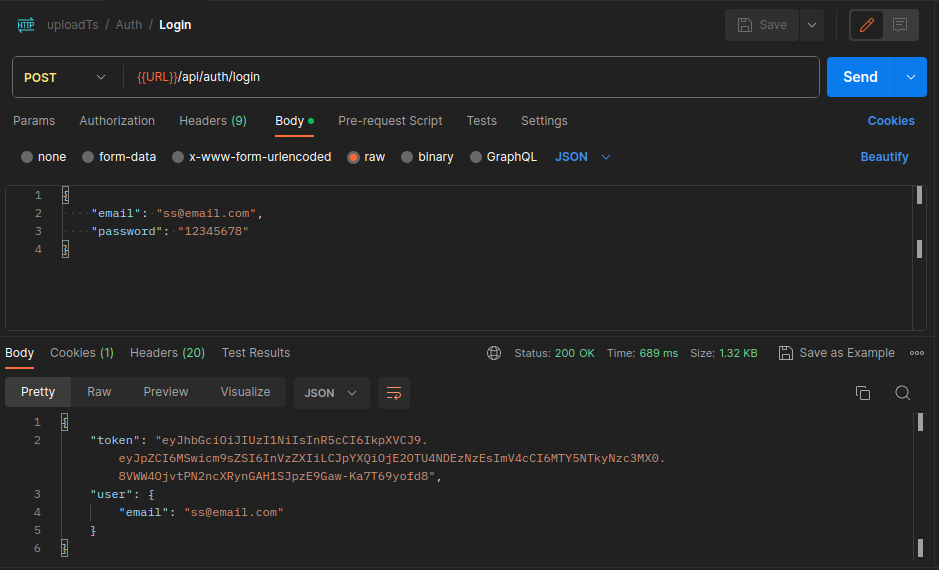 HTTP uploadTs / Auth / Login Save
POST {{URL}}/api/auth/login Send
Params Authorization Headers (9) Body Pre-request Script Tests Settings Cookies
none form-data x-www-form-urlencoded raw binary GraphQL JSON Beautify
1 {
2 "email": "ss@email.com",
3 "password": "12345678"
4 }
Body Cookies (1) Headers (20) Test Results Status: 200 OK Time: 689 ms Size: 1.32 KB Save as Example
Pretty Raw Preview Visualize JSON
1 {
2 "token": "eyJhbGciOiJIUzI1NiIsInR5cCI6IkpXVCJ9.
eyJpZCI6MSwicm9sZSI6InVzZXIiLCJpYXQiOjE2OTU4NDEzNzEsImV4cCI6MTY5NTkyNzc3MX0.
8VWW4OjvtPN2ncXRynGAH1SJpzE9Gaw-Ka7T69yofd8",
3 "user": {
4 "email": "ss@email.com"
5 }
6 }